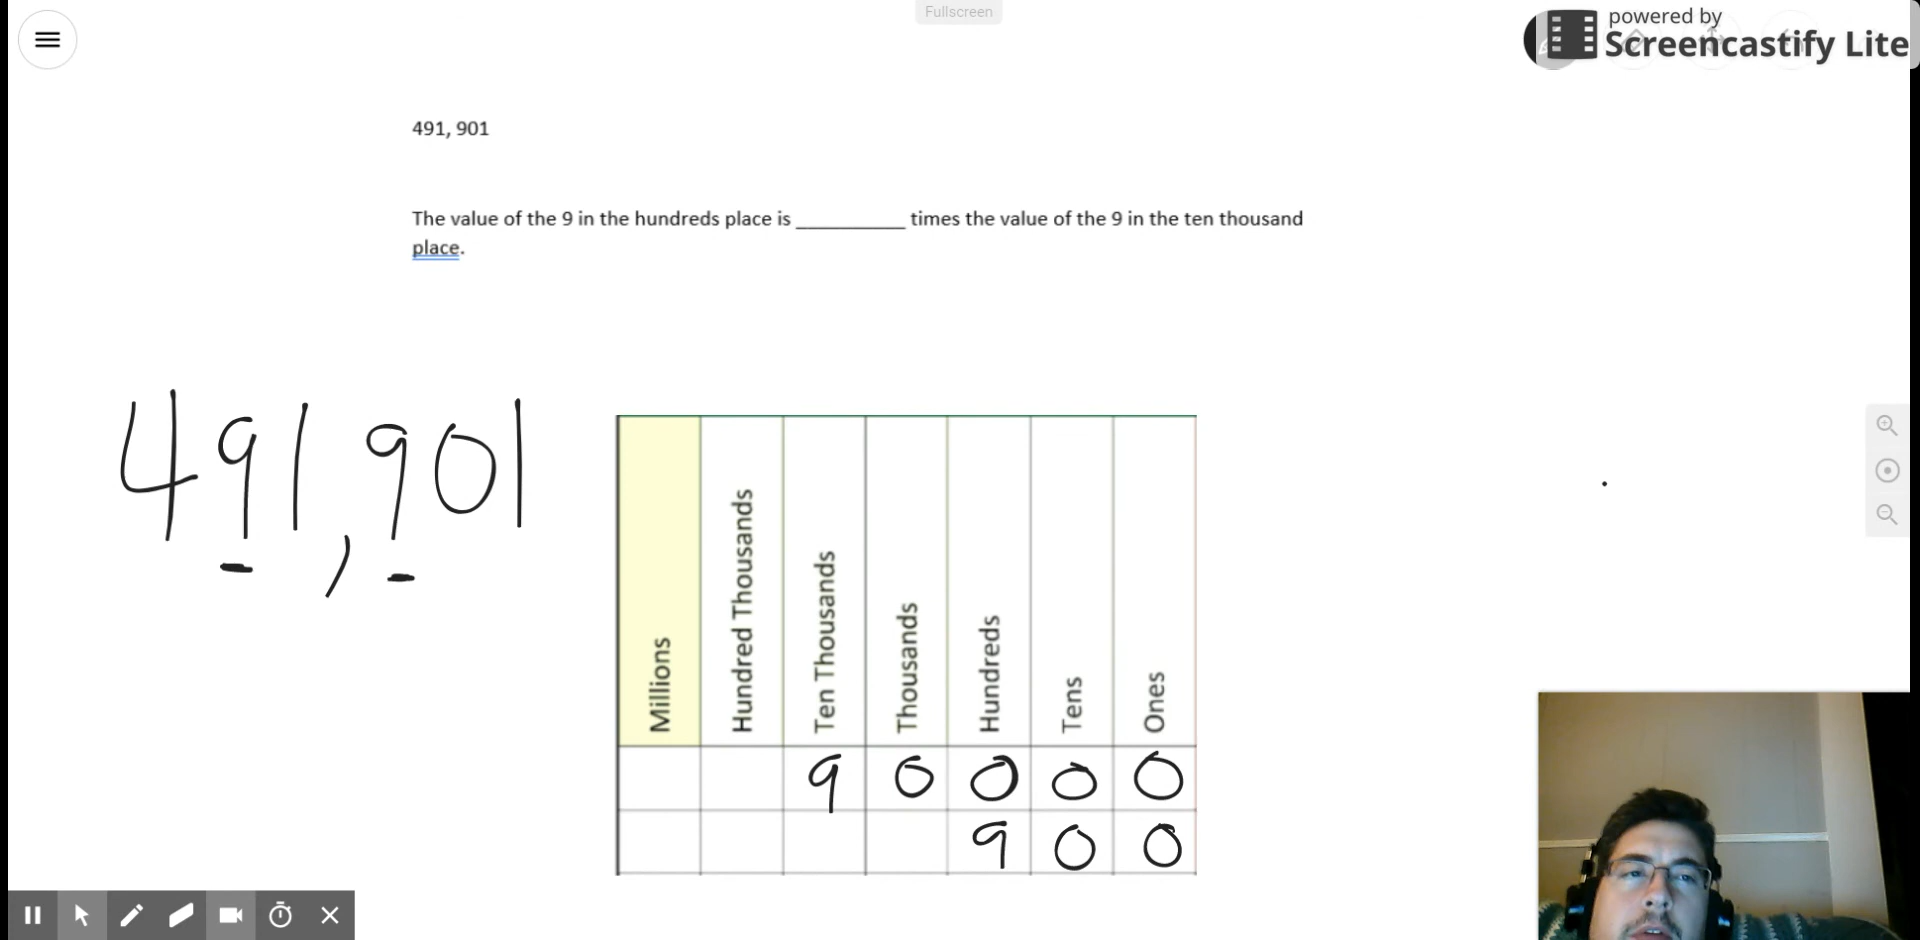 Fullscreen
powered by
Screencastify Lite
491, 901
The value of the 9 in the hundreds place is __________ times the value of the 9 in the ten thousand
place.
491,901
Millions
Hundred Thousands
Ten Thousands
Thousands
Hundreds
Tens
Ones
9 0 0 0 0
9 0 0